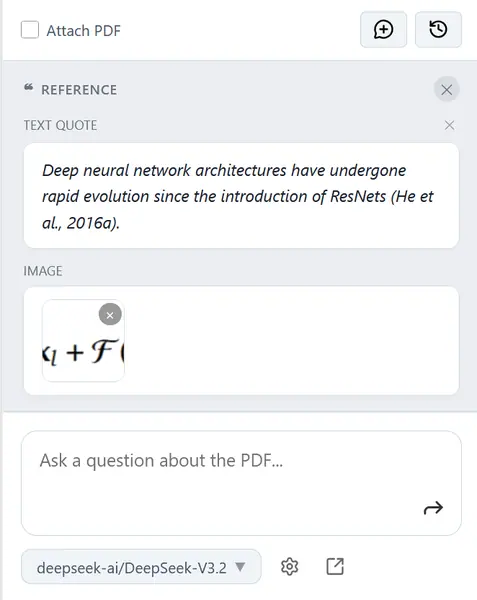 Attach PDF
❝ REFERENCE
TEXT QUOTE
Deep neural network architectures have undergone
rapid evolution since the introduction of ResNets (He et
al., 2016a).
IMAGE
x_l + ℱ(
Ask a question about the PDF...
deepseek-ai/DeepSeek-V3.2 ▼